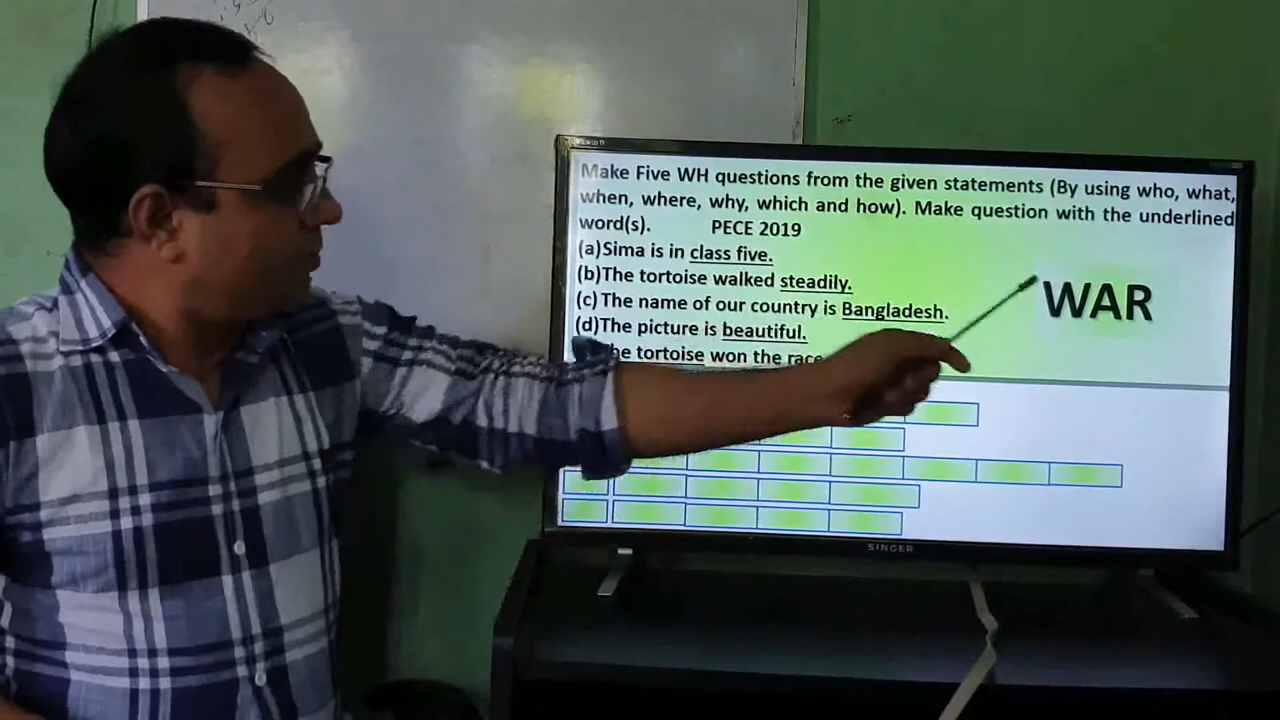 Make Five WH questions from the given statements (By using who, what,
when, where, why, which and how). Make question with the underlined
word(s). PECE 2019
(a)Sima is in class five.
(b)The tortoise walked steadily.
(c) The name of our country is Bangladesh.
(d)The picture is beautiful.
tortoise won the race
WAR
SINGER